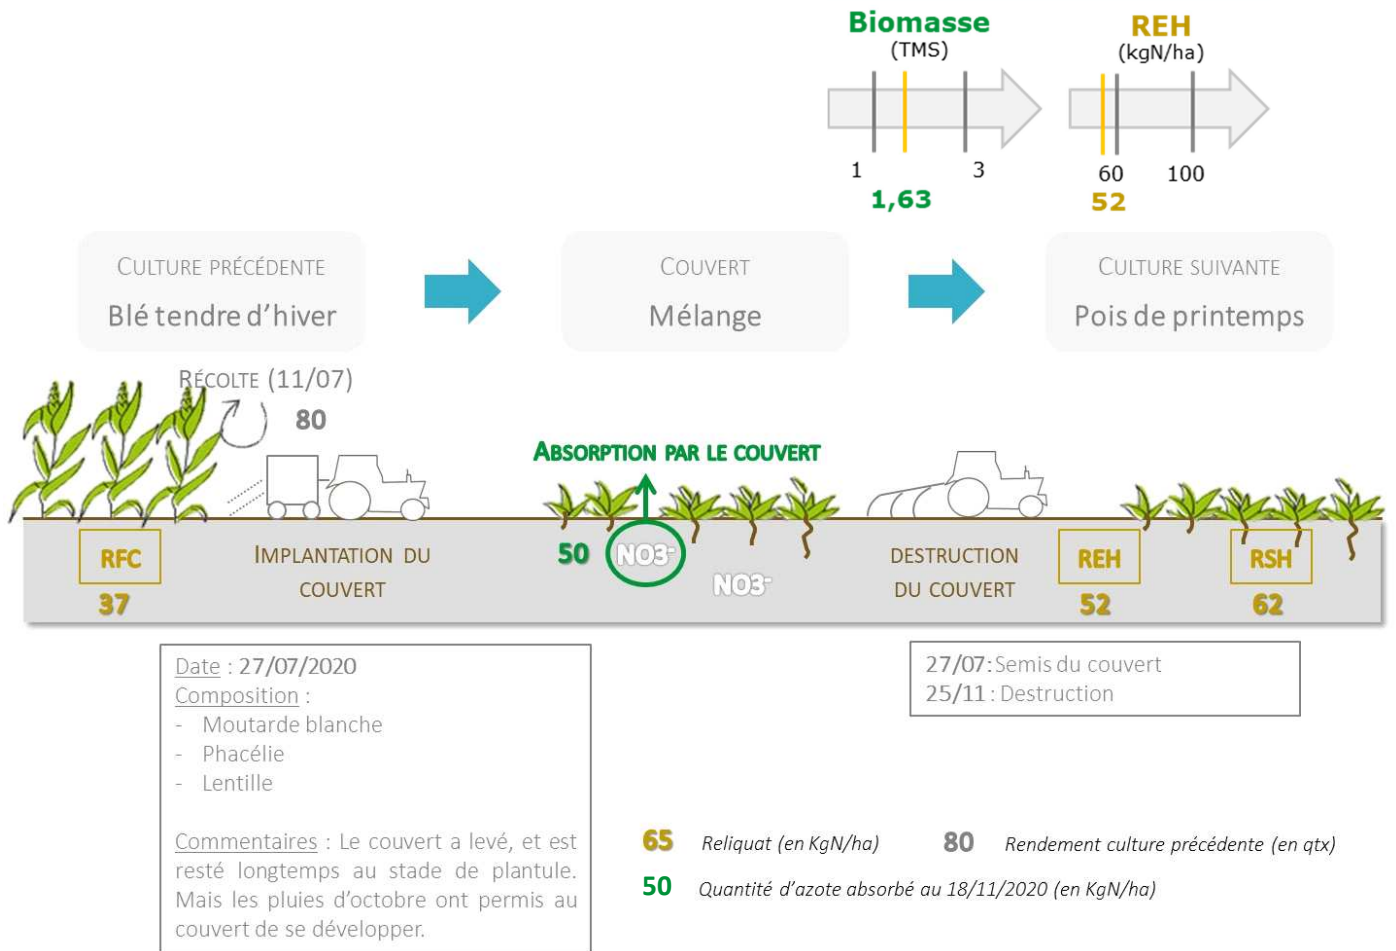 Biomasse
(TMS)
1
3
1,63
REH
(kgN/ha)
60
100
52
CULTURE PRÉCÉDENTE
Blé tendre d'hiver
COUVERT
Mélange
CULTURE SUIVANTE
Pois de printemps
RÉCOLTE (11/07)
80
ABSORPTION PAR LE COUVERT
RFC
37
IMPLANTATION DU
COUVERT
50
NO3-
NO3-
DESTRUCTION
DU COUVERT
REH
52
RSH
62
Date : 27/07/2020
Composition :
- Moutarde blanche
- Phacélie
- Lentille
Commentaires : Le couvert a levé, et est
resté longtemps au stade de plantule.
Mais les pluies d'octobre ont permis au
couvert de se développer.
27/07: Semis du couvert
25/11 : Destruction
65 Reliquat (en KgN/ha)
80 Rendement culture précédente (en qtx)
50 Quantité d'azote absorbé au 18/11/2020 (en KgN/ha)